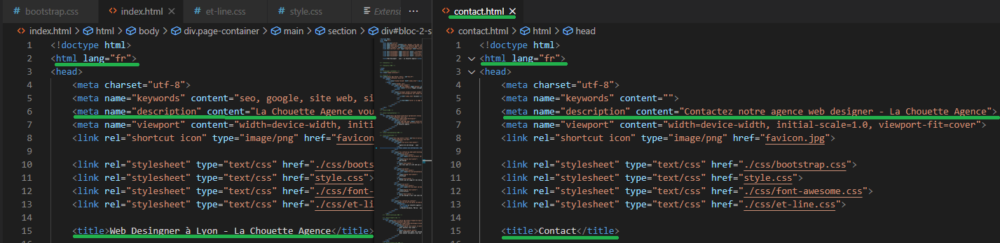 bootstrap.css index.html et-line.css style.css Extens
index.html > html > body > div.page-container > main > section > div#bloc-2-s
1 <!doctype html>
2 <html lang="fr">
3 <head>
4 <meta charset="utf-8">
5 <meta name="keywords" content="seo, google, site web, si
6 <meta name="description" content="La Chouette Agence vou
7 <meta name="viewport" content="width=device-width, initi
8 <link rel="shortcut icon" type="image/png" href="favicon
9
10 <link rel="stylesheet" type="text/css" href="./css/boots
11 <link rel="stylesheet" type="text/css" href="style.css">
12 <link rel="stylesheet" type="text/css" href="./css/font-
13 <link rel="stylesheet" type="text/css" href="./css/et-li
14
15 <title>Web Desingner à Lyon - La Chouette Agence</title>
contact.html
contact.html > html > head
1 <!doctype html>
2 <html lang="fr">
3 <head>
4 <meta charset="utf-8">
5 <meta name="keywords" content="">
6 <meta name="description" content="Contactez notre agence web designer - La Chouette Agence">
7 <meta name="viewport" content="width=device-width, initial-scale=1.0, viewport-fit=cover">
8 <link rel="shortcut icon" type="image/png" href="favicon.jpg">
9
10 <link rel="stylesheet" type="text/css" href="./css/bootstrap.css">
11 <link rel="stylesheet" type="text/css" href="style.css">
12 <link rel="stylesheet" type="text/css" href="./css/font-awesome.css">
13 <link rel="stylesheet" type="text/css" href="./css/et-line.css">
14
15 <title>Contact</title>